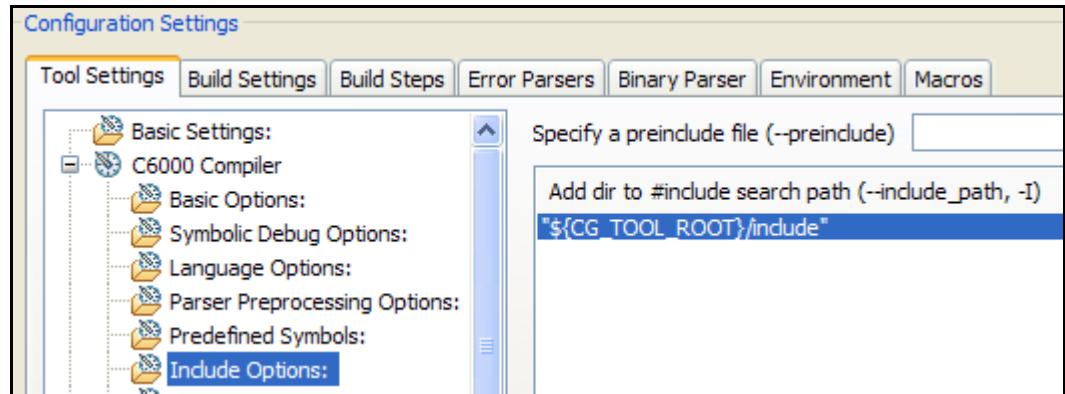 Configuration Settings
Tool Settings Build Settings Build Steps Error Parsers Binary Parser Environment Macros
Basic Settings:
C6000 Compiler
Basic Options:
Symbolic Debug Options:
Language Options:
Parser Preprocessing Options:
Predefined Symbols:
Include Options:
Specify a preinclude file (--preinclude)
Add dir to #include search path (--include_path, -I)
"${CG_TOOL_ROOT}/include"